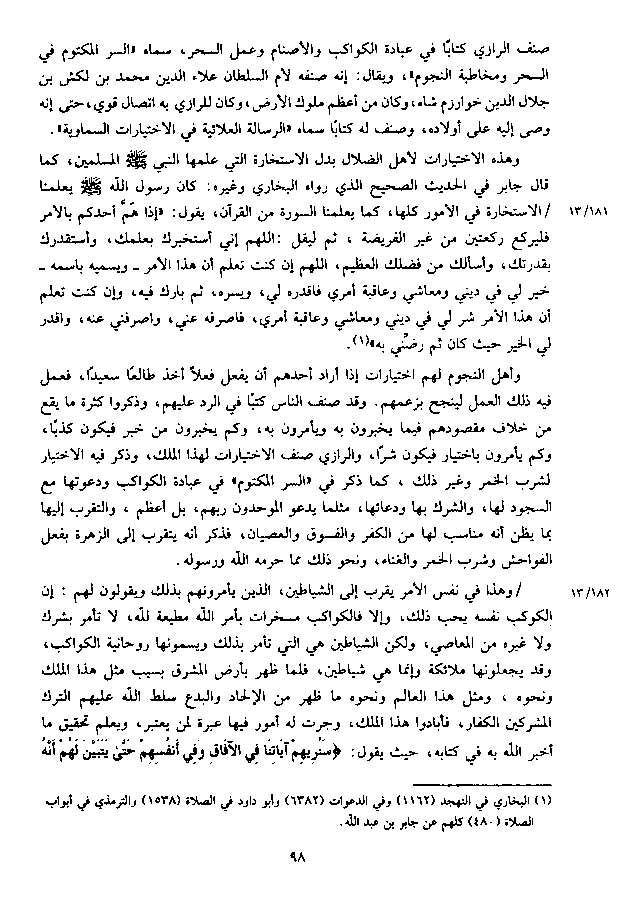 صنف الرازي كتابًا في عبادة الكواكب والأصنام وعمل السحر، سماه «السر المكتوم في
السحر ومخاطبة النجوم»، ويقال: إنه صنفه لأم السلطان علاء الدين محمد بن لكش بن
جلال الدين خوارزم شاه، وكان من أعظم ملوك الأرض، وكان للرازي به اتصال قوي، حتى إنه
وصى إليه على أولاده، وصنف له كتابًا سماه «الرسالة العلائية في الاختيارات السماوية».
وهذه الاختيارات لأهل الضلال بدل الاستخارة التي علمها النبي ﷺ المسلمين، كما
قال جابر في الحديث الصحيح الذي رواه البخاري وغيره: كان رسول الله ﷺ يعلمنا
١٣/١٨١ /الاستخارة في الأمور كلها، كما يعلمنا السورة من القرآن، يقول: «إذا هَمَّ أحدكم بالأمر
فليركع ركعتين من غير الفريضة ، ثم ليقل :اللهم إني أستخيرك بعلمك، وأستقدرك
بقدرتك، وأسألك من فضلك العظيم، اللهم إن كنت تعلم أن هذا الأمر ـ ويسميه باسمه ـ
خير لي في ديني ومعاشي وعاقبة أمري فاقدره لي، ويسره، ثم بارك فيه، وإن كنت تعلم
أن هذا الأمر شر لي في ديني ومعاشي وعاقبة أمري، فاصرفه عني، واصرفني عنه، واقدر
لي الخير حيث كان ثم رضِّني به»(١).
وأهل النجوم لهم اختيارات إذا أراد أحدهم أن يفعل فعلاً أخذ طالعًا سعيدًا، فعمل
فيه ذلك العمل لينجح بزعمهم. وقد صنف الناس كتبًا في الرد عليهم، وذكروا كثرة ما يقع
من خلاف مقصودهم فيما يخبرون به ويأمرون به، وكم يخبرون من خبر فيكون كذبًا،
وكم يأمرون باختيار فيكون شرًا، والرازي صنف الاختيارات لهذا الملك، وذكر فيه الاختيار
لشرب الخمر وغير ذلك ، كما ذكر في «السر المكتوم» في عبادة الكواكب ودعوتها مع
السجود لها، والشرك بها ودعائها، مثلما يدعو الموحدون ربهم، بل أعظم ، والتقرب إليها
بما يظن أنه مناسب لها من الكفر والفسوق والعصيان، فذكر أنه يتقرب إلى الزهرة بفعل
الفواحش وشرب الخمر والغناء، ونحو ذلك مما حرمه الله ورسوله.
١٣/١٨٢ /وهذا في نفس الأمر يقرب إلى الشياطين، الذين يأمرونهم بذلك ويقولون لهم : إن
الكوكب نفسه يحب ذلك، وإلا فالكواكب مسخرات بأمر الله مطيعة لله، لا تأمر بشرك
ولا غيره من المعاصي، ولكن الشياطين هي التي تأمر بذلك ويسمونها روحانية الكواكب،
وقد يجعلونها ملائكة وإنما هي شياطين، فلما ظهر بأرض المشرق بسبب مثل هذا الملك
ونحوه ، ومثل هذا العالم ونحوه ما ظهر من الإلحاد والبدع سلط الله عليهم الترك
المشركين الكفار، فأبادوا هذا الملك، وجرت له أمور فيها عبرة لمن يعتبر، ويعلم تحقيق ما
أخبر الله به في كتابه، حيث يقول: ﴿سَنُرِيهِمْ آيَاتِنَا فِي الآفَاقِ وَفِي أَنفُسِهِمْ حَتَّىٰ يَتَبَيَّنَ لَهُمْ أَنَّهُ
(١) البخاري في التهجد (١١٦٢) وفي الدعوات (٦٣٨٢) وأبو داود في الصلاة (١٥٣٨) والترمذي في أبواب
الصلاة (٤٨٠) كلهم عن جابر بن عبد الله.
٩٨